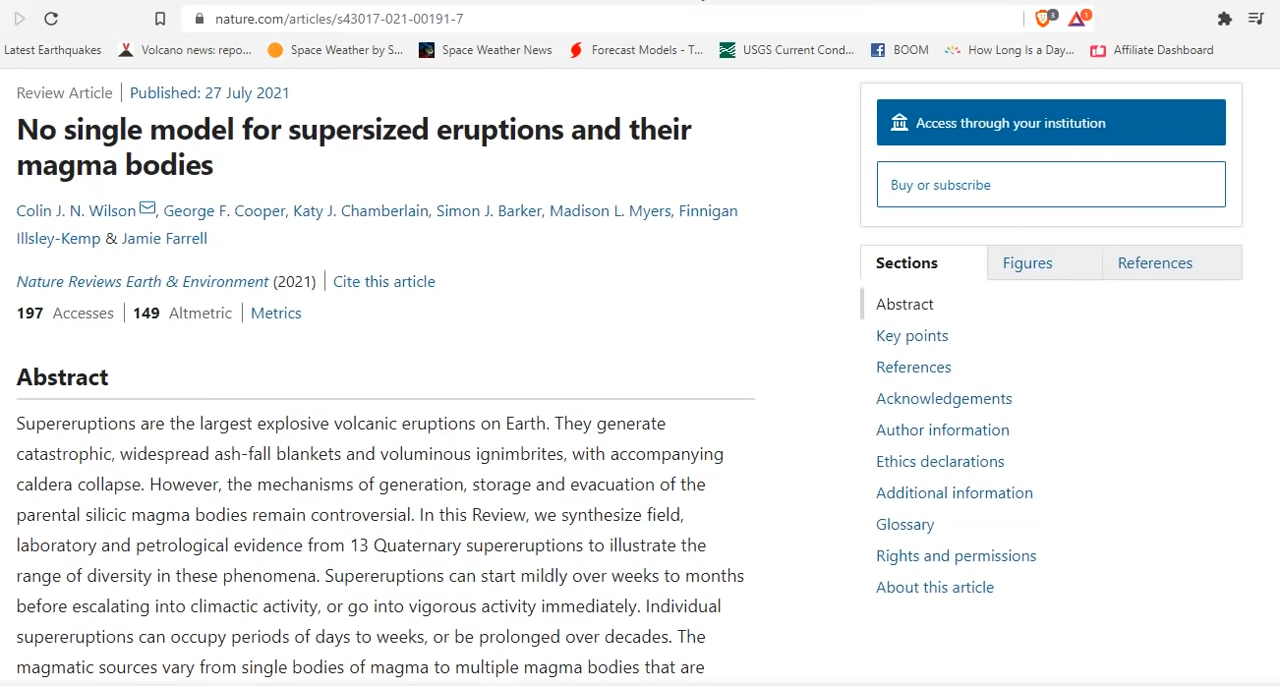 nature.com/articles/s43017-021-00191-7
3
1
Latest Earthquakes
Volcano news: repo...
Space Weather by S...
Space Weather News
Forecast Models - T...
USGS Current Cond...
BOOM
How Long Is a Day...
Affiliate Dashboard
Review Article | Published: 27 July 2021
No single model for supersized eruptions and their
magma bodies
Colin J. N. Wilson, George F. Cooper, Katy J. Chamberlain, Simon J. Barker, Madison L. Myers, Finnigan
Illsley-Kemp & Jamie Farrell
Nature Reviews Earth & Environment (2021) | Cite this article
197 Accesses | 149 Altmetric | Metrics
Abstract
Supereruptions are the largest explosive volcanic eruptions on Earth. They generate
catastrophic, widespread ash-fall blankets and voluminous ignimbrites, with accompanying
caldera collapse. However, the mechanisms of generation, storage and evacuation of the
parental silicic magma bodies remain controversial. In this Review, we synthesize field,
laboratory and petrological evidence from 13 Quaternary supereruptions to illustrate the
range of diversity in these phenomena. Supereruptions can start mildly over weeks to months
before escalating into climactic activity, or go into vigorous activity immediately. Individual
supereruptions can occupy periods of days to weeks, or be prolonged over decades. The
magmatic sources vary from single bodies of magma to multiple magma bodies that are
Access through your institution
Buy or subscribe
Sections
Figures
References
Abstract
Key points
References
Acknowledgements
Author information
Ethics declarations
Additional information
Glossary
Rights and permissions
About this article